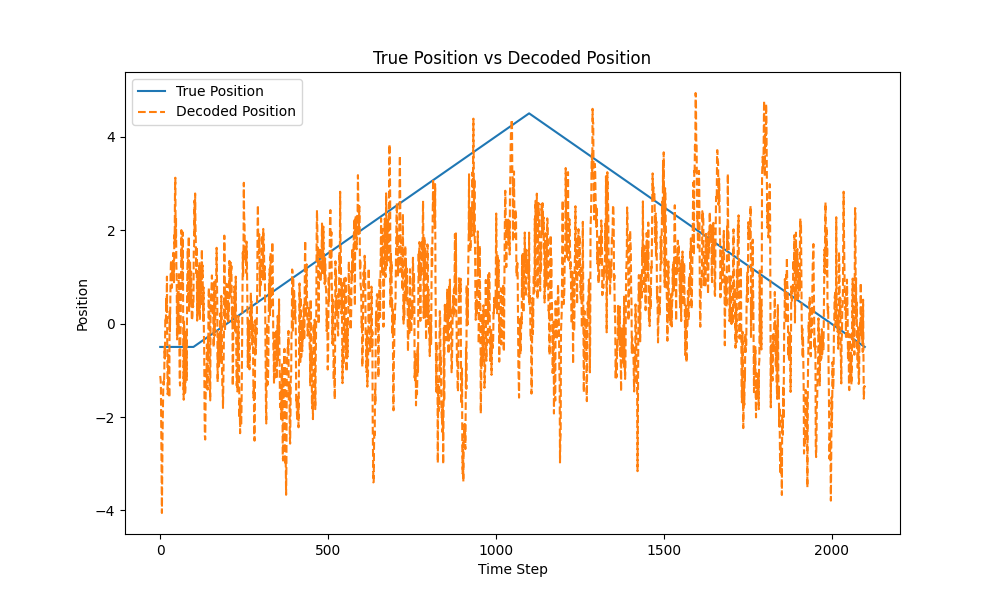 True Position vs Decoded Position
True Position
Decoded Position
Position
4
2
0
−2
−4
0
500
1000
1500
2000
Time Step